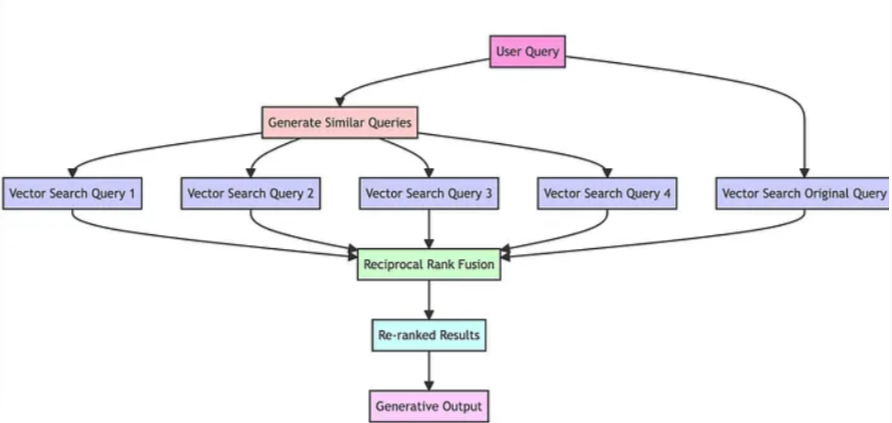 User Query
Generate Similar Queries
Vector Search Query 1
Vector Search Query 2
Vector Search Query 3
Vector Search Query 4
Vector Search Original Query
Reciprocal Rank Fusion
Re-ranked Results
Generative Output